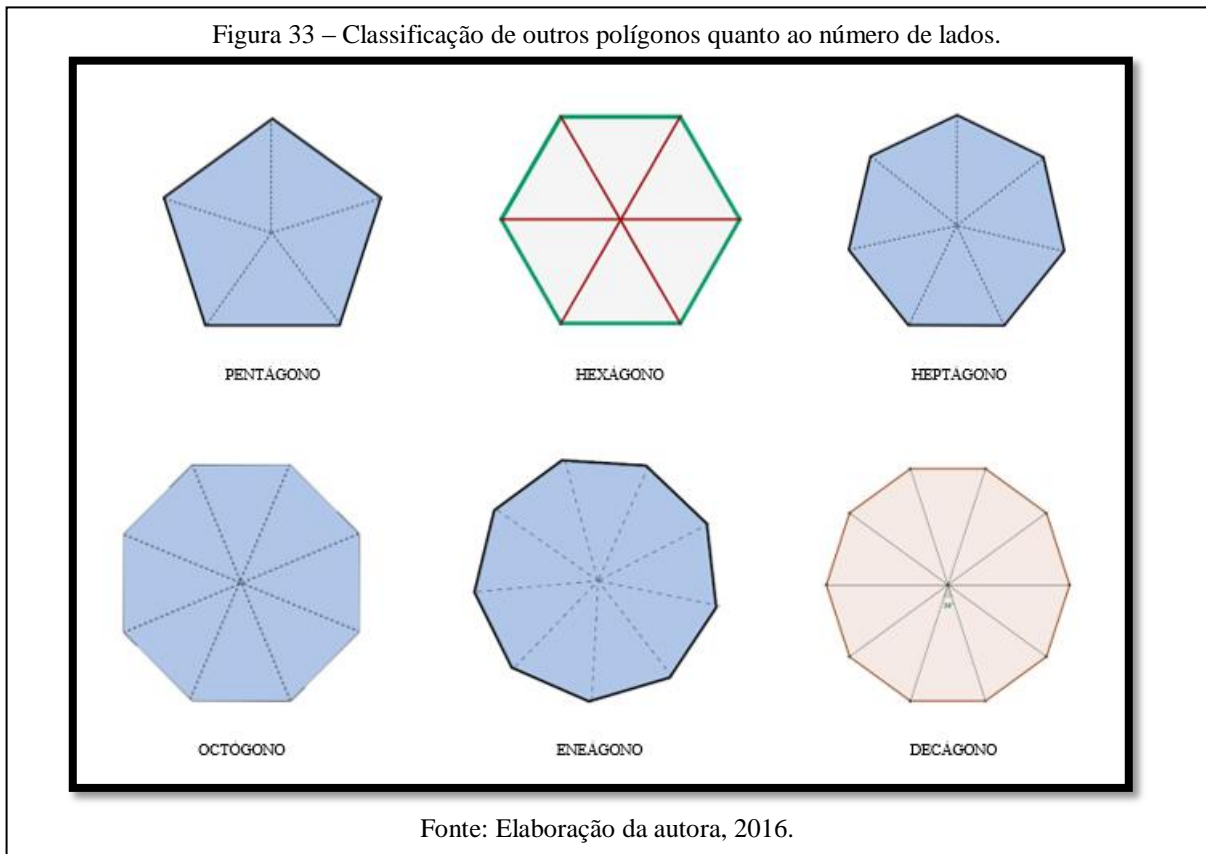 Figura 33 – Classificação de outros polígonos quanto ao número de lados.
PENTÁGONO HEXÁGONO HEPTÁGONO
OCTÓGONO ENEÁGONO DECÁGONO
Fonte: Elaboração da autora, 2016.